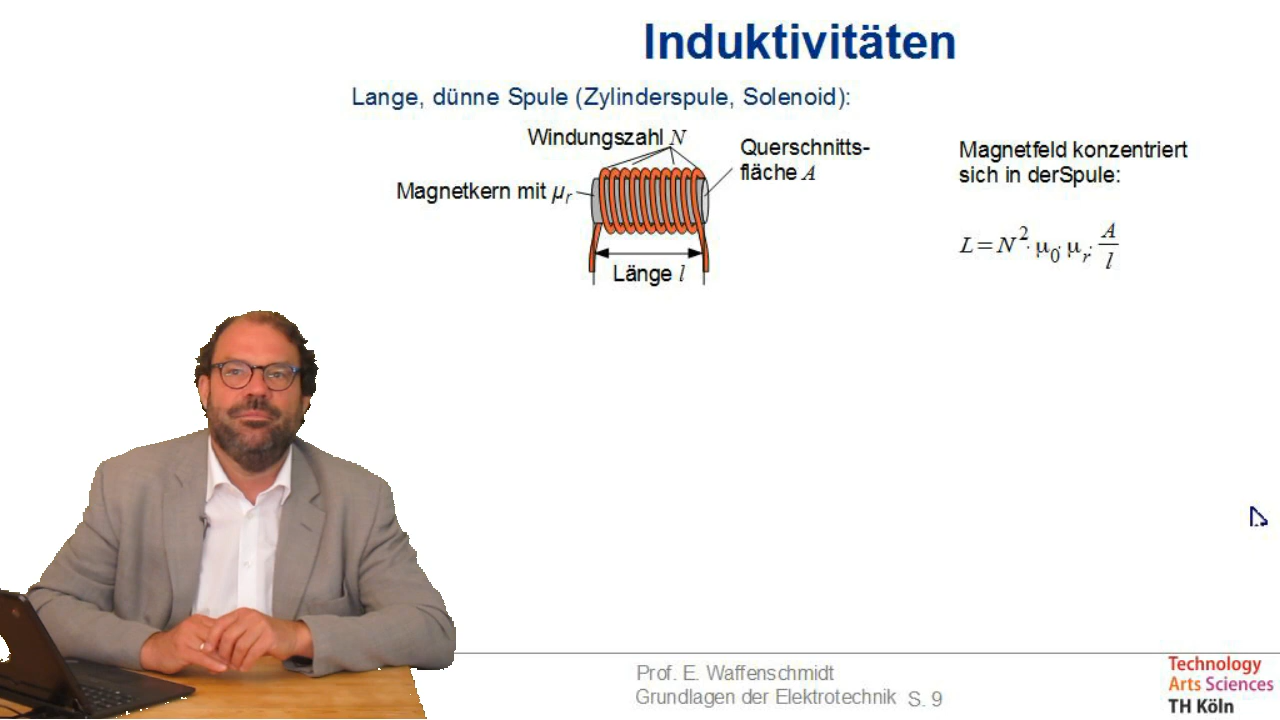 Induktivitäten
Lange, dünne Spule (Zylinderspule, Solenoid):
Windungszahl N
Querschnitts-
fläche A
Magnetkern mit μr
Länge l
Magnetfeld konzentriert
sich in derSpule:
L=N²· μ0· μr· A/l
Prof. E. Waffenschmidt
Grundlagen der Elektrotechnik S. 9
Technology
Arts Sciences
TH Köln